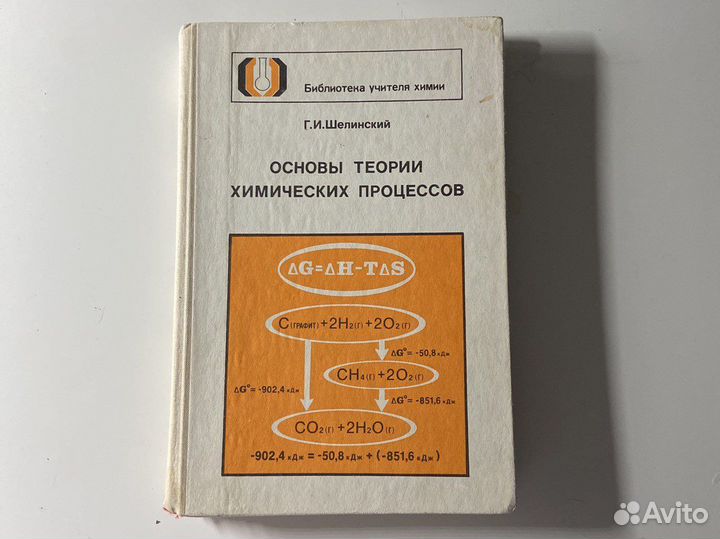 Библиотека учителя химии
Г.И.Шелинский
ОСНОВЫ ТЕОРИИ
ХИМИЧЕСКИХ ПРОЦЕССОВ
ΔG=ΔH-TΔS
C(ГРАФИТ)+2H₂(Г)+2O₂(Г)
ΔG°= -50,8 кДж
CH₄(Г)+2O₂(Г)
ΔG°= -902,4 кДж
ΔG°= -851,6 кДж
CO₂(Г)+2H₂O(Г)
-902,4 кДж = -50,8 кДж + (-851,6 кДж)
Avito